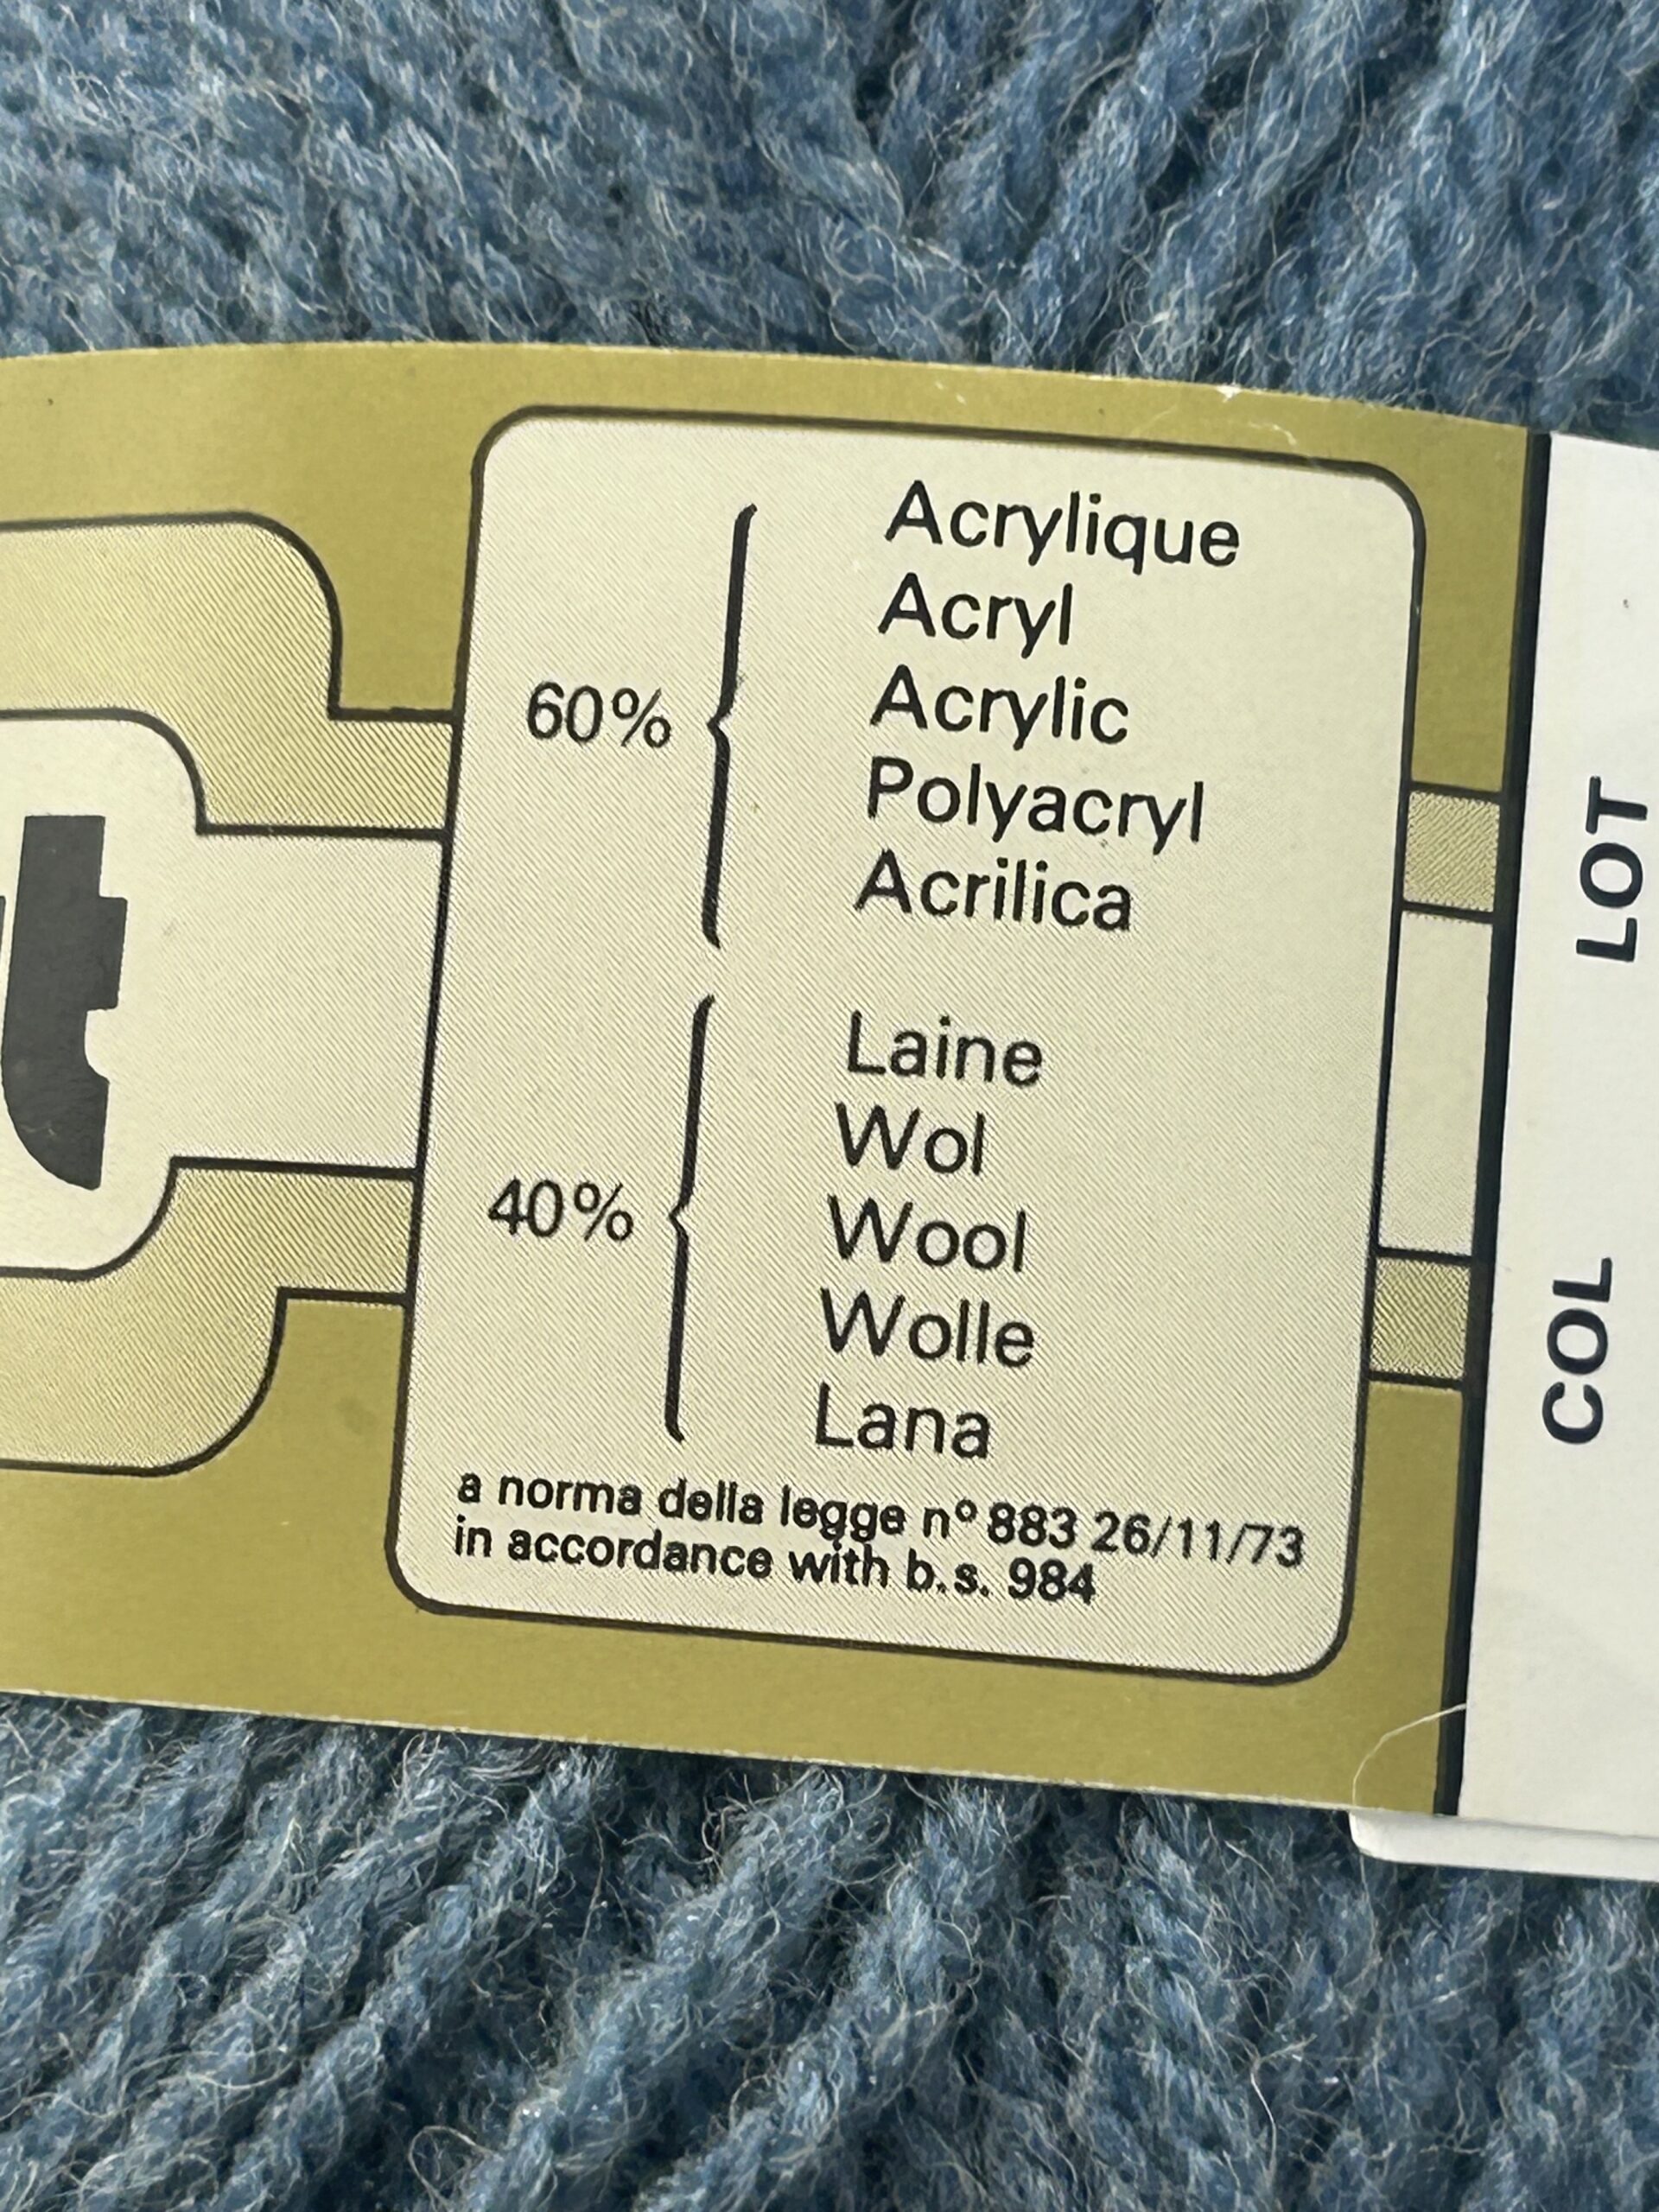 t
60%
Acrylique
Acryl
Acrylic
Polyacryl
Acrilica
40%
Laine
Wol
Wool
Wolle
Lana
a norma della legge nº 883 26/11/73
in accordance with b.s. 984
LOT
COL